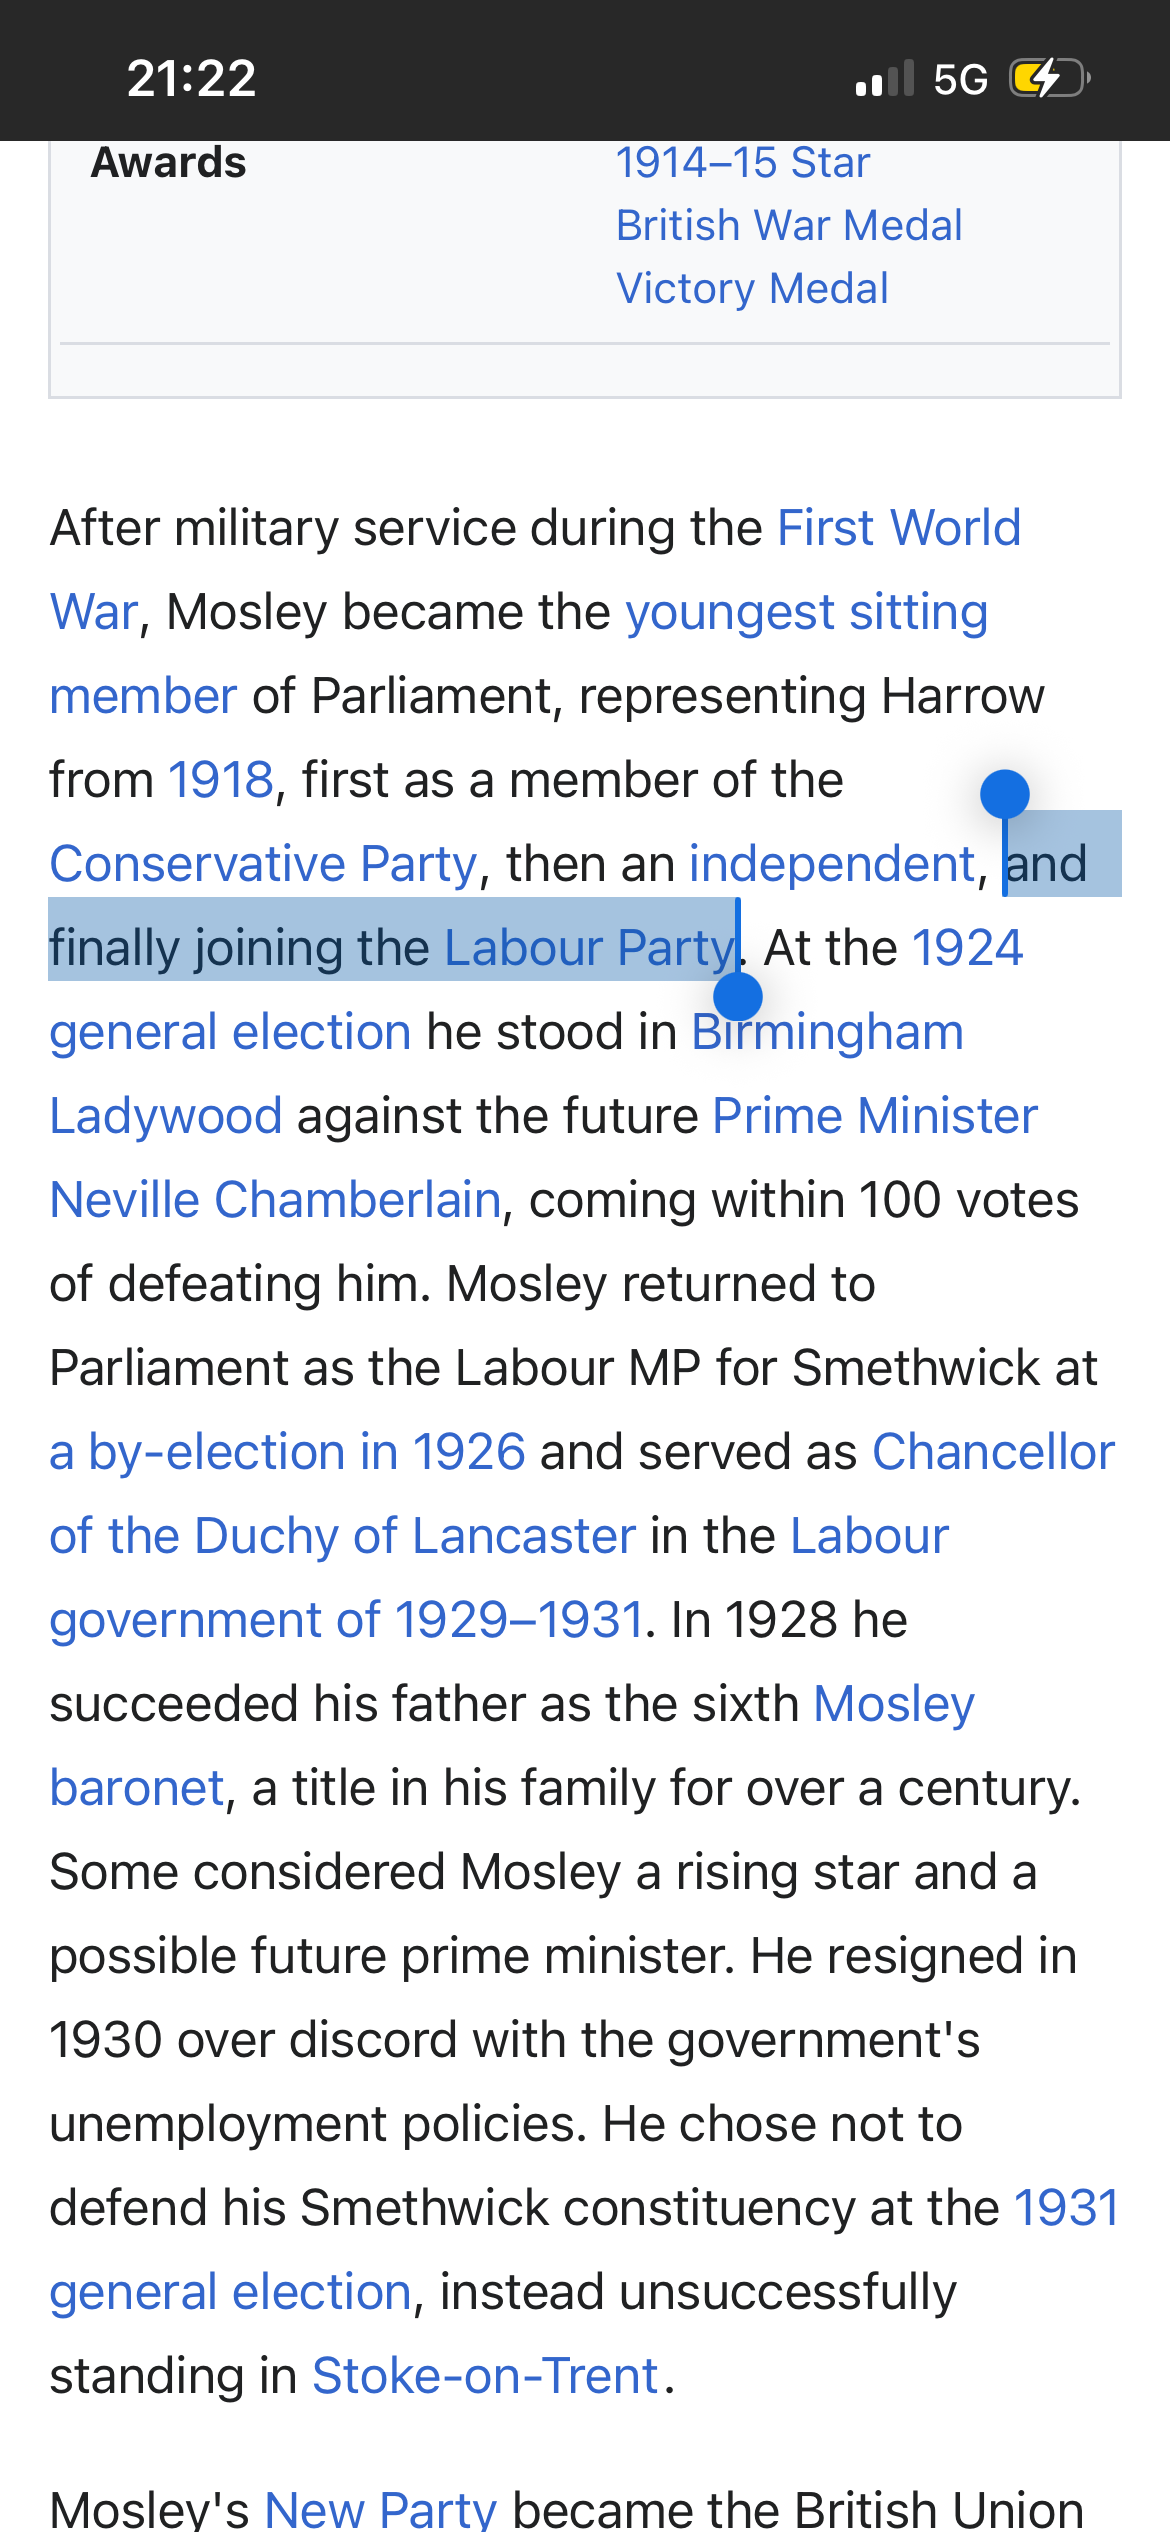 21:22
5G
Awards
1914–15 Star
British War Medal
Victory Medal
After military service during the First World
War, Mosley became the youngest sitting
member of Parliament, representing Harrow
from 1918, first as a member of the
Conservative Party, then an independent, and
finally joining the Labour Party. At the 1924
general election he stood in Birmingham
Ladywood against the future Prime Minister
Neville Chamberlain, coming within 100 votes
of defeating him. Mosley returned to
Parliament as the Labour MP for Smethwick at
a by-election in 1926 and served as Chancellor
of the Duchy of Lancaster in the Labour
government of 1929–1931. In 1928 he
succeeded his father as the sixth Mosley
baronet, a title in his family for over a century.
Some considered Mosley a rising star and a
possible future prime minister. He resigned in
1930 over discord with the government's
unemployment policies. He chose not to
defend his Smethwick constituency at the 1931
general election, instead unsuccessfully
standing in Stoke-on-Trent.
Mosley's New Party became the British Union